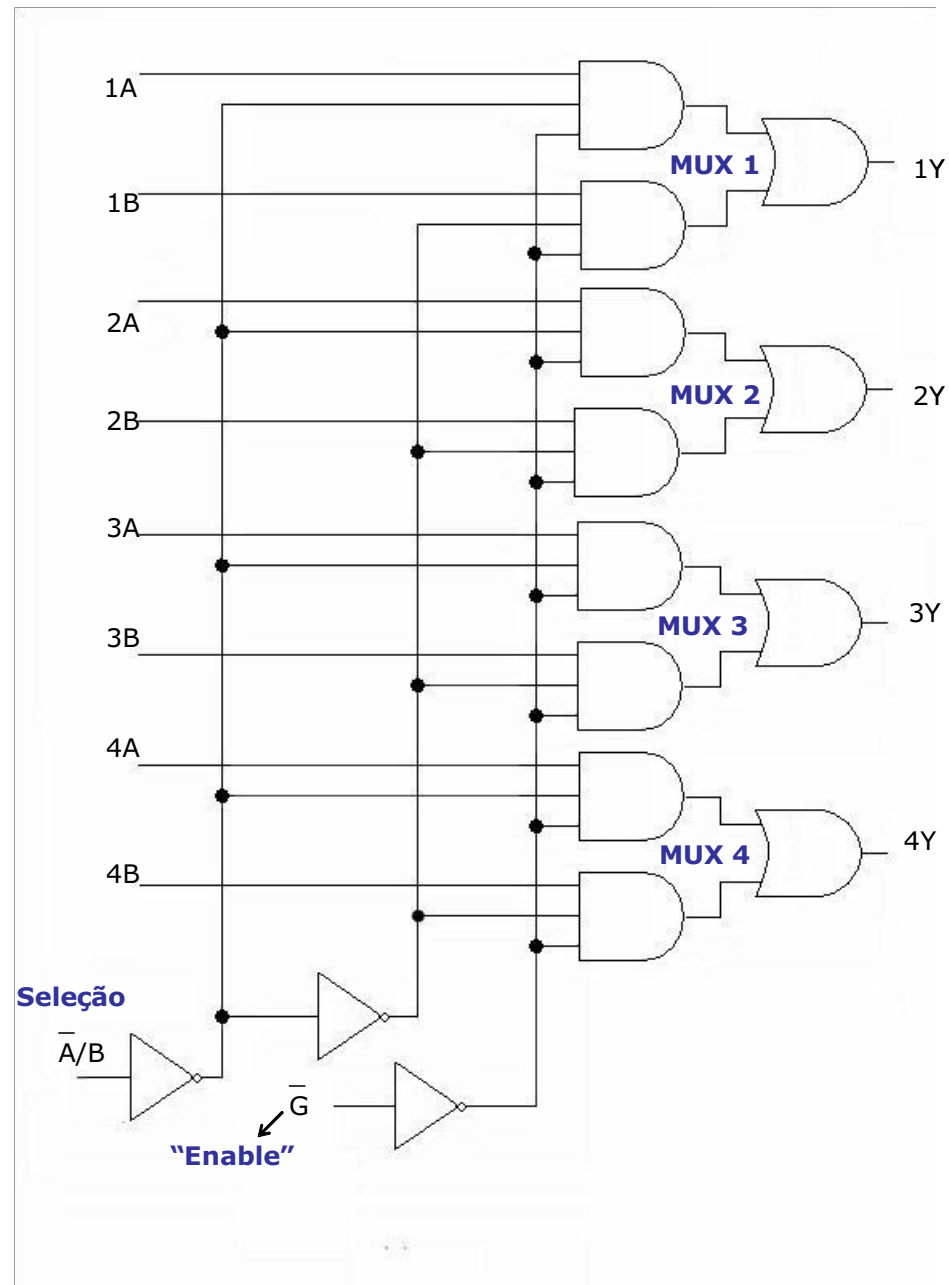 1A
MUX 1
1Y
1B
2A
MUX 2
2Y
2B
3A
MUX 3
3Y
3B
4A
MUX 4
4Y
4B
Seleção
A̅/B
G̅
“Enable”